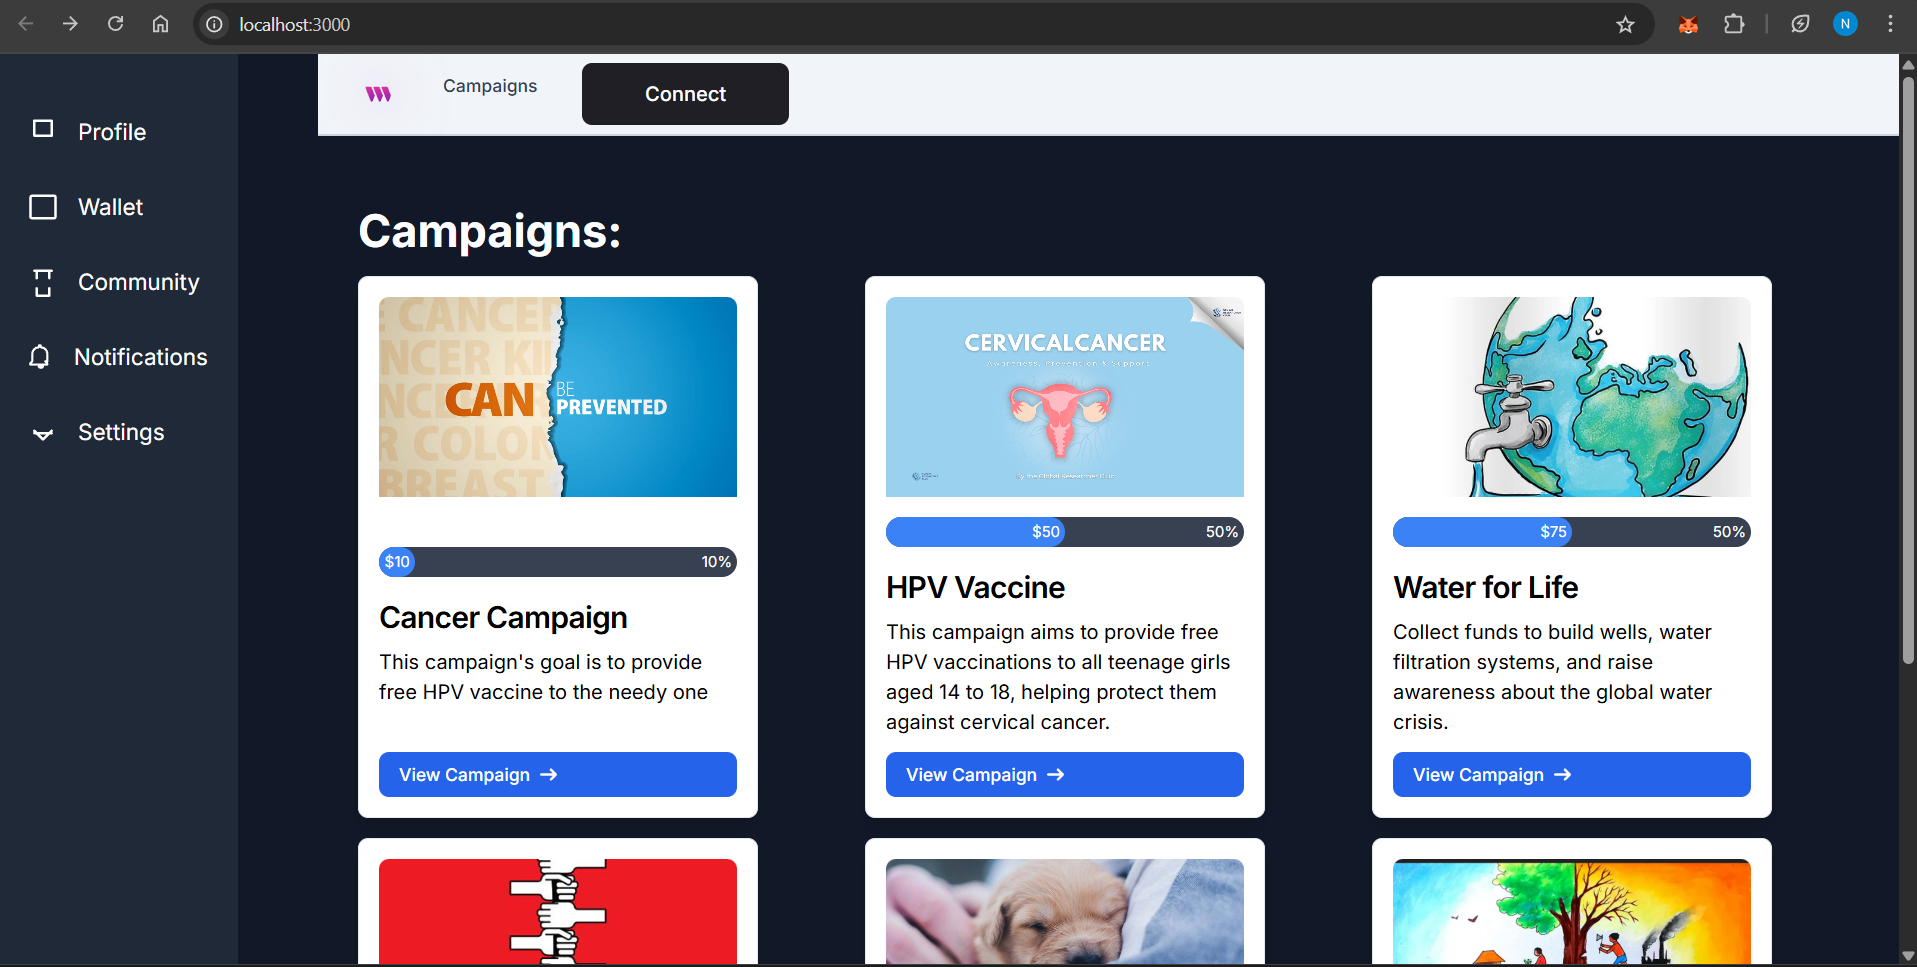 localhost:3000
N
Profile
Wallet
Community
Notifications
Settings
Campaigns
Connect
Campaigns:
CANCER
CANCER KI
CAN
BE
PREVENTED
R COLON
BREAST
$10
10%
Cancer Campaign
This campaign's goal is to provide
free HPV vaccine to the needy one
View Campaign →
CERVICALCANCER
Awareness, Prevention & Support
$50
50%
HPV Vaccine
This campaign aims to provide free
HPV vaccinations to all teenage girls
aged 14 to 18, helping protect them
against cervical cancer.
View Campaign →
$75
50%
Water for Life
Collect funds to build wells, water
filtration systems, and raise
awareness about the global water
crisis.
View Campaign →